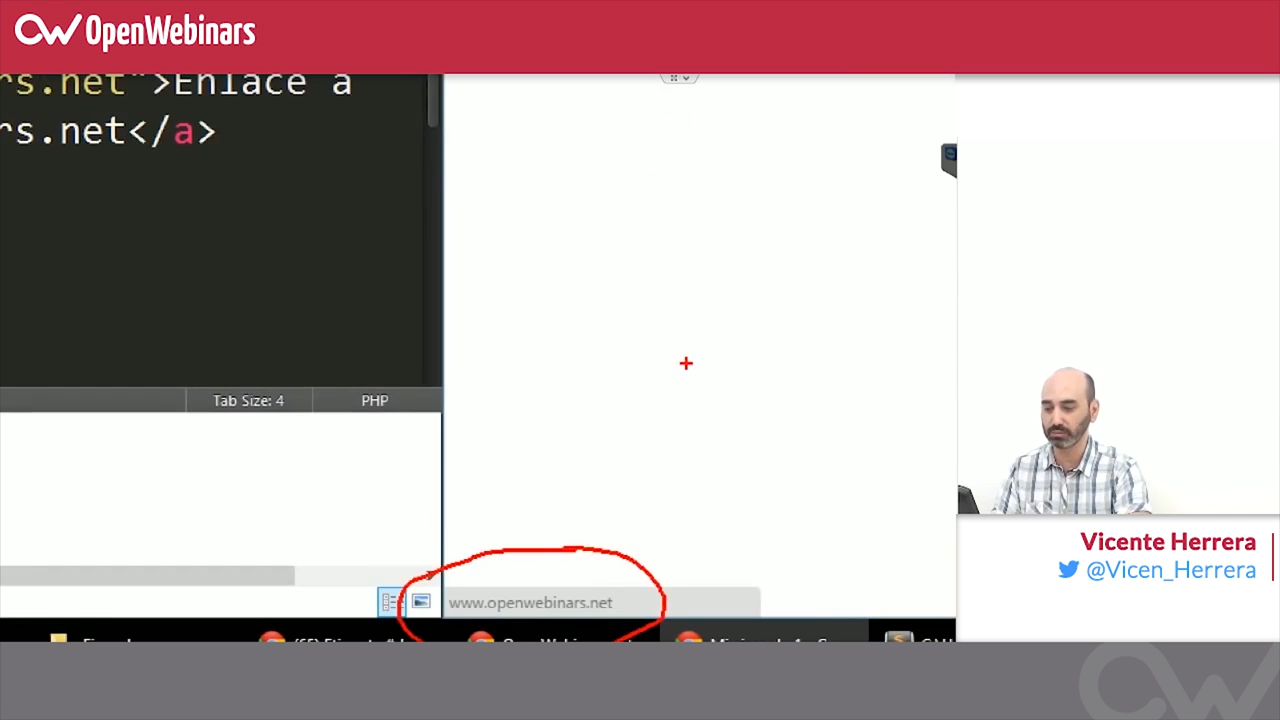 OpenWebinars
rs.net">Enlace a
rs.net</a>
Tab Size: 4
PHP
Vicente Herrera
@Vicen_Herrera
www.openwebinars.net